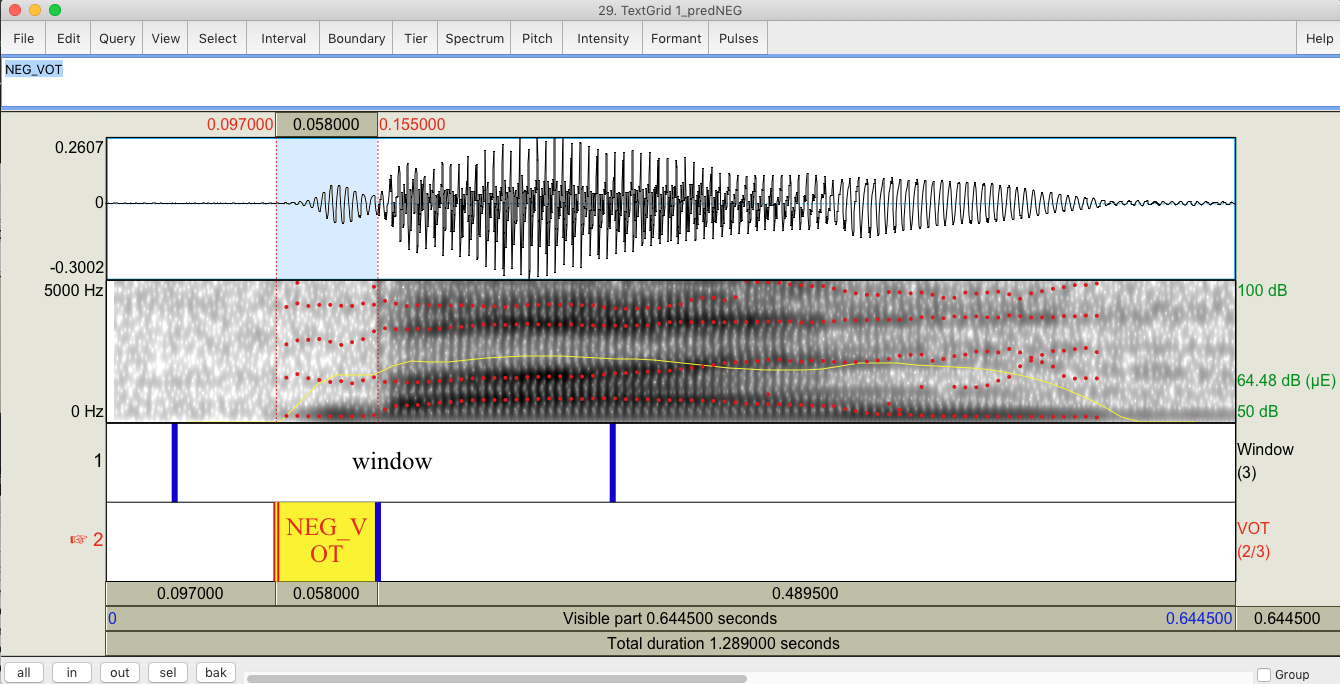 29. TextGrid 1_predNEG
File Edit Query View Select Interval Boundary Tier Spectrum Pitch Intensity Formant Pulses Help
NEG_VOT
0.097000 0.058000 0.155000
0.2607
0
-0.3002
5000 Hz 100 dB
64.48 dB (µE)
0 Hz 50 dB
1 window Window
(3)
☞ 2 NEG_V VOT
OT (2/3)
0.097000 0.058000 0.489500
0 Visible part 0.644500 seconds 0.644500 0.644500
Total duration 1.289000 seconds
all in out sel bak Group